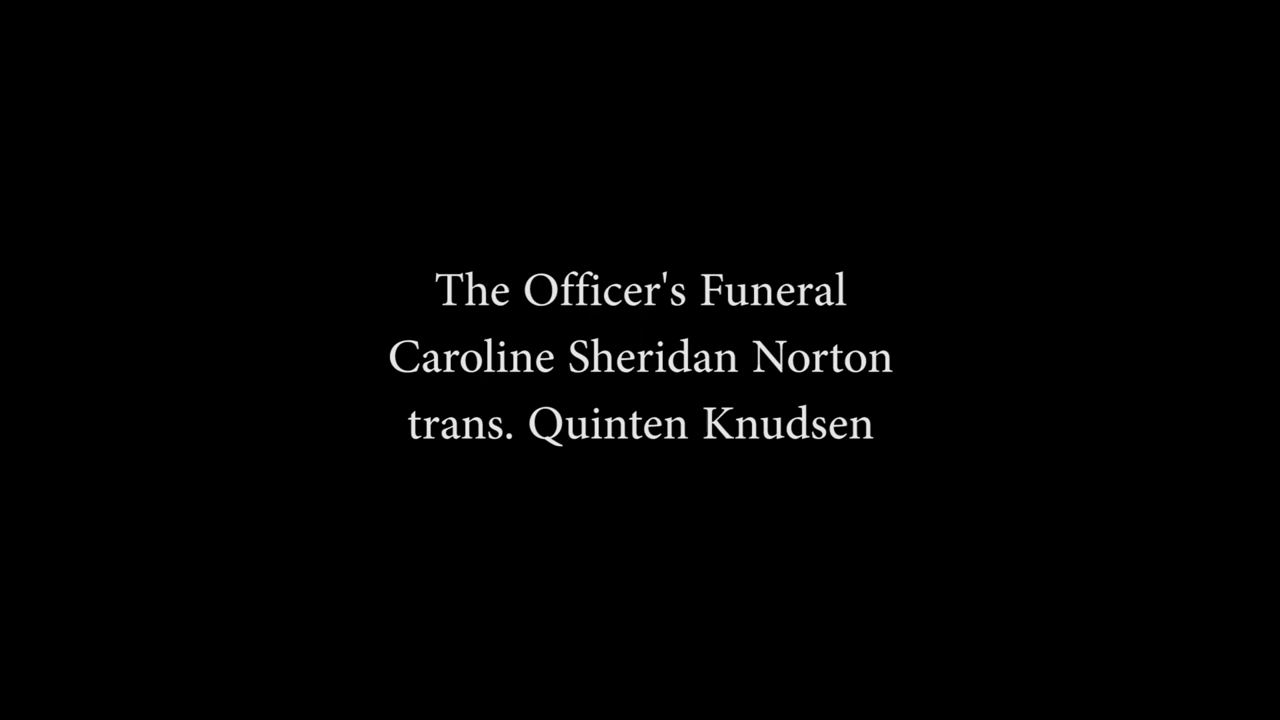 The Officer's Funeral
Caroline Sheridan Norton
trans. Quinten Knudsen